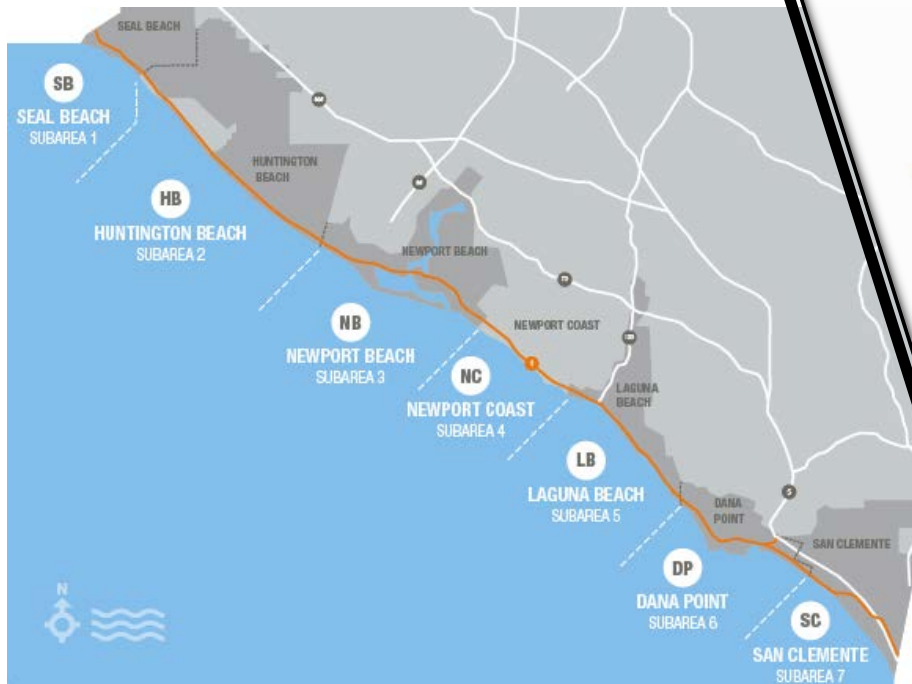 SEAL BEACH
SB
SEAL BEACH
SUBAREA 1
HUNTINGTON
BEACH
HB
HUNTINGTON BEACH
SUBAREA 2
NEWPORT BEACH
NB
NEWPORT BEACH
SUBAREA 3
NEWPORT COAST
NC
NEWPORT COAST
SUBAREA 4
LAGUNA
BEACH
LB
LAGUNA BEACH
SUBAREA 5
DANA
POINT
5
DP
DANA POINT
SUBAREA 6
SAN CLEMENTE
SC
SAN CLEMENTE
SUBAREA 7
N